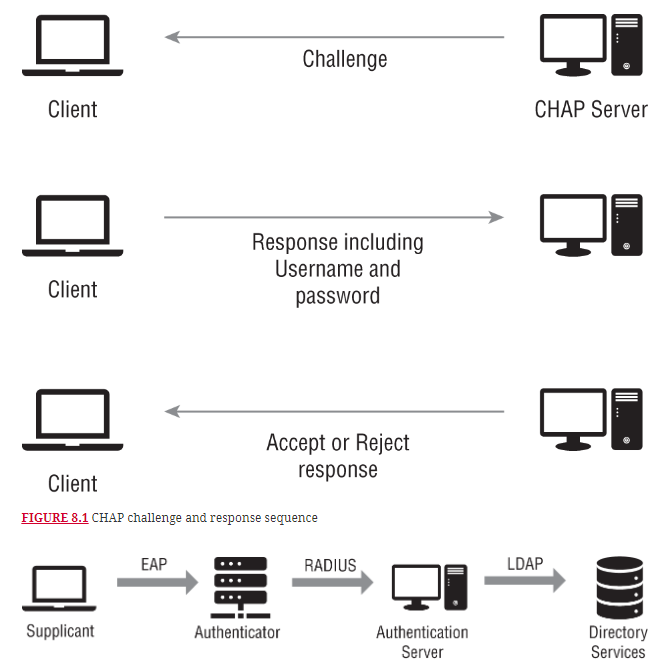 Challenge
Client
CHAP Server
Response including
Username and
password
Client
Accept or Reject
response
Client
FIGURE 8.1 CHAP challenge and response sequence
EAP
RADIUS
LDAP
Supplicant
Authenticator
Authentication
Server
Directory
Services